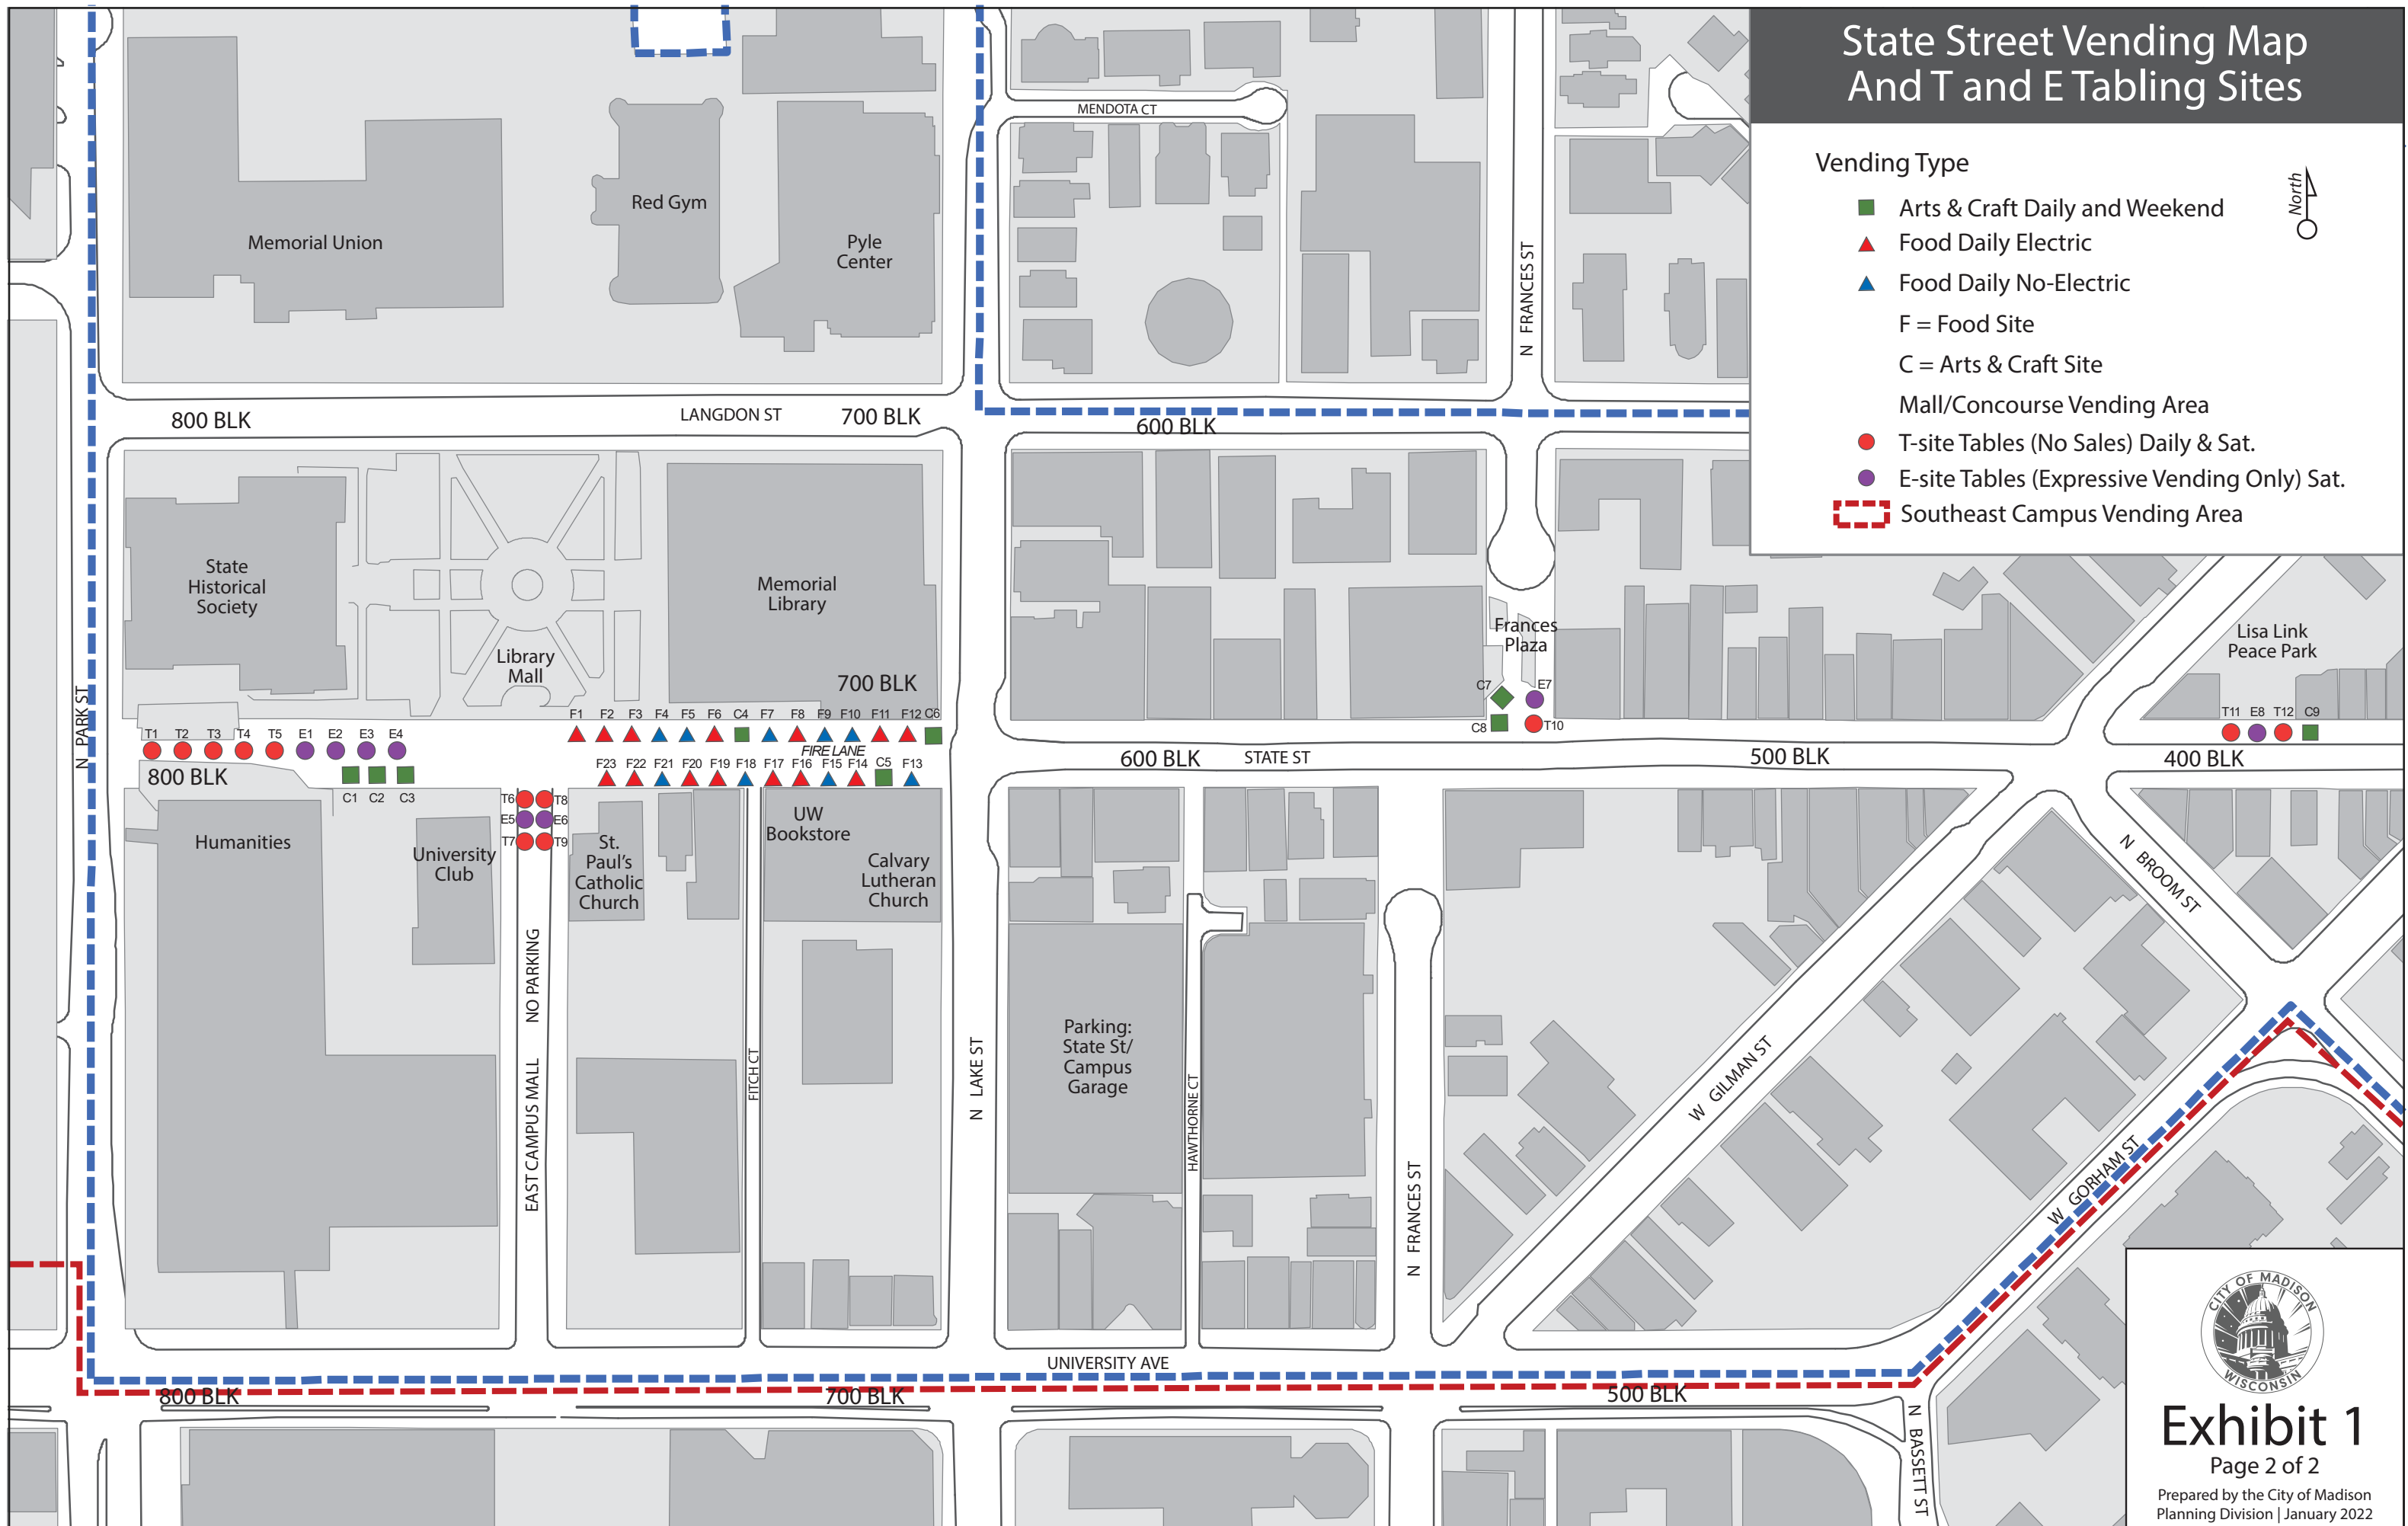 State Street Vending Map
And T and E Tabling Sites
Vending Type
Arts & Craft Daily and Weekend
Food Daily Electric
Food Daily No-Electric
F = Food Site
C = Arts & Craft Site
Mall/Concourse Vending Area
T-site Tables (No Sales) Daily & Sat.
E-site Tables (Expressive Vending Only) Sat.
Southeast Campus Vending Area
North
MENDOTA CT
Memorial Union
Red Gym
Pyle
Center
N FRANCES ST
800 BLK
LANGDON ST
700 BLK
600 BLK
State
Historical
Society
Library
Mall
Memorial
Library
700 BLK
Frances
Plaza
Lisa Link
Peace Park
N PARK ST
C7
E7
C8
T10
T11
E8
T12
C9
F1
F2
F3
F4
F5
F6
C4
F7
F8
F9
F10
F11
F12
C6
T1
T2
T3
T4
T5
E1
E2
E3
E4
FIRE LANE
600 BLK
STATE ST
500 BLK
400 BLK
800 BLK
C1
C2
C3
F23
F22
F21
F20
F19
F18
F17
F16
F15
F14
C5
F13
T6
T8
E5
E6
T7
T9
Humanities
University
Club
St.
Paul's
Catholic
Church
UW
Bookstore
Calvary
Lutheran
Church
N BROOM ST
EAST CAMPUS MALL
NO PARKING
FITCH CT
N LAKE ST
Parking:
State St/
Campus
Garage
HAWTHORNE CT
N FRANCES ST
W GILMAN ST
W GORHAM ST
UNIVERSITY AVE
800 BLK
700 BLK
500 BLK
N BASSETT ST
CITY OF MADISON
WISCONSIN
Exhibit 1
Page 2 of 2
Prepared by the City of Madison
Planning Division | January 2022